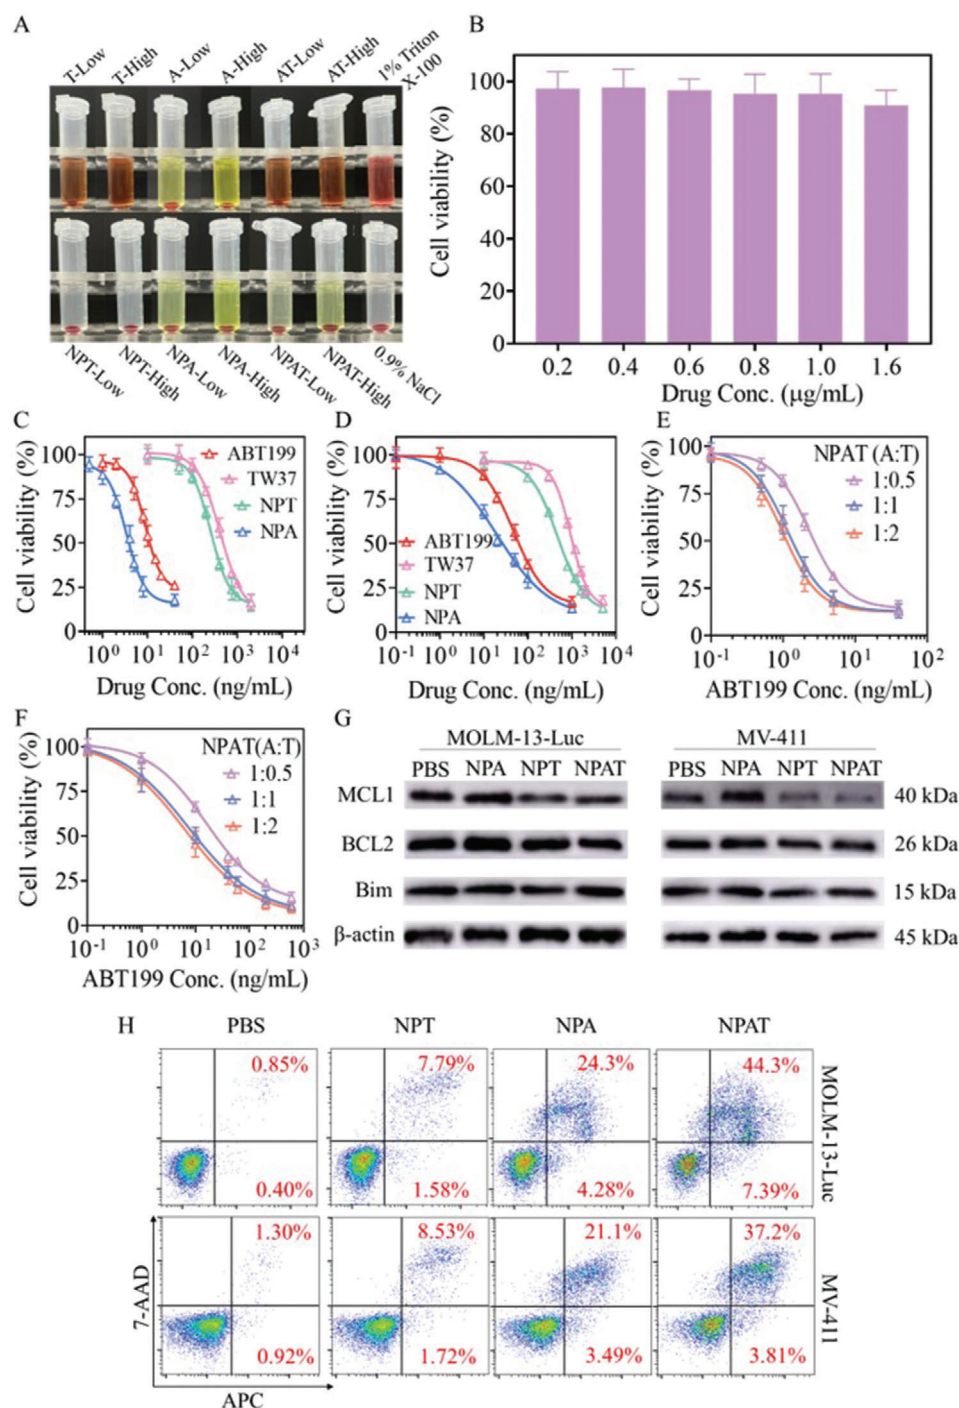 A
T-Low
T-High
A-Low
A-High
AT-Low
AT-High
1% Triton
X-100
NPT-Low
NPT-High
NPA-Low
NPA-High
NPAT-Low
NPAT-High
0.9% NaCl
B
Cell viability (%)
100
80
60
40
20
0
0.2 0.4 0.6 0.8 1.0 1.6
Drug Conc. (μg/mL)
C
Cell viability (%)
100
75
50
25
0
ABT199
TW37
NPT
NPA
10⁰ 10¹ 10² 10³ 10⁴
Drug Conc. (ng/mL)
D
Cell viability (%)
100
75
50
25
0
ABT199
TW37
NPT
NPA
10⁻¹ 10⁰ 10¹ 10² 10³ 10⁴
Drug Conc. (ng/mL)
E
Cell viability (%)
100
75
50
25
0
NPAT (A:T)
1:0.5
1:1
1:2
10⁻¹ 10⁰ 10¹ 10²
ABT199 Conc. (ng/mL)
F
Cell viability (%)
100
75
50
25
0
NPAT(A:T)
1:0.5
1:1
1:2
10⁻¹ 10⁰ 10¹ 10² 10³
ABT199 Conc. (ng/mL)
G
MOLM-13-Luc MV-411
PBS NPA NPT NPAT PBS NPA NPT NPAT
MCL1 40 kDa
BCL2 26 kDa
Bim 15 kDa
β-actin 45 kDa
H
PBS NPT NPA NPAT
0.85% 7.79% 24.3% 44.3%
0.40% 1.58% 4.28% 7.39%
MOLM-13-Luc
1.30% 8.53% 21.1% 37.2%
0.92% 1.72% 3.49% 3.81%
MV-411
7-AAD
APC